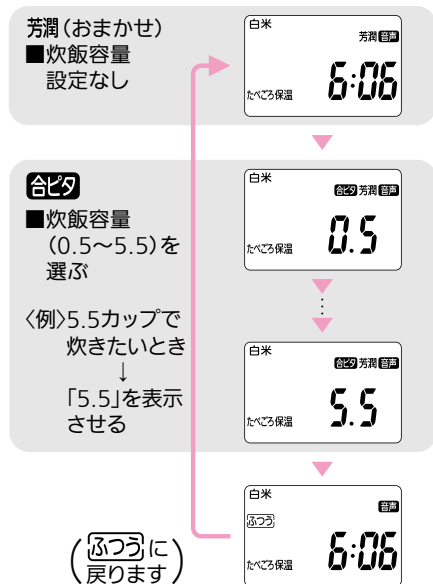 芳潤(おまかせ)
■炊飯容量
設定なし
白米
芳潤 音声
6:06
たべごろ保温
合ピタ
■炊飯容量
(0.5〜5.5)を
選ぶ
〈例〉5.5カップで
炊きたいとき
↓
「5.5」を表示
させる
白米
合ピタ 芳潤 音声
0.5
たべごろ保温
白米
合ピタ 芳潤 音声
5.5
たべごろ保温
(ふつうに
戻ります)
白米
音声
ふつう
6:06
たべごろ保温